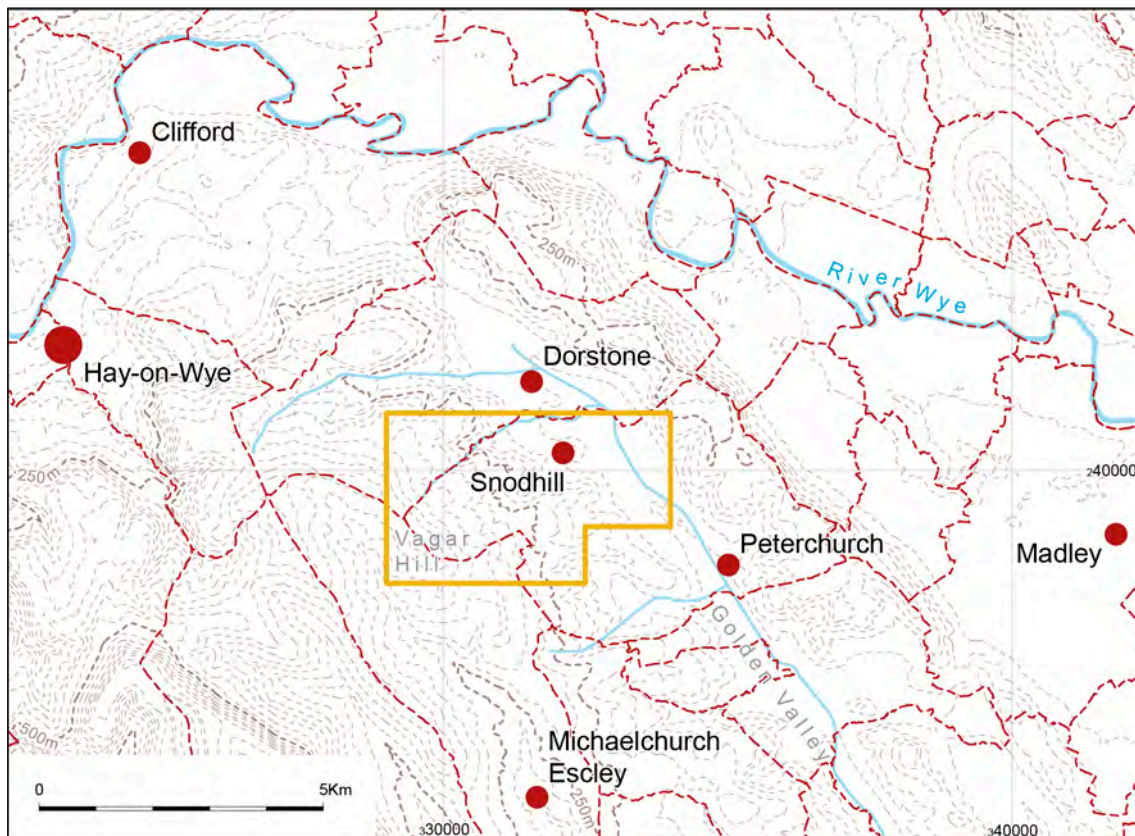 Clifford
250m
River Wye
Hay-on-Wye
Dorstone
250m
Snodhill
240000
Vagar
Hill
Peterchurch
Madley
Golden Valley
500m
Michaelchurch
Escley
250m
0
5Km
330000
340000